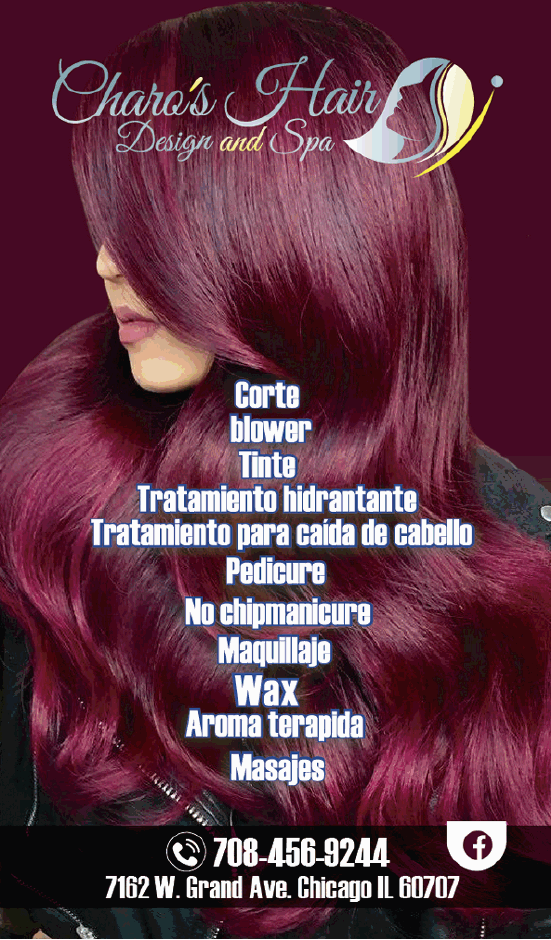 Charo's Hair
Design and Spa
Corte
blower
Tinte
Tratamiento hidrantante
Tratamiento para caída de cabello
Pedicure
No chipmanicure
Maquillaje
Wax
Aroma terapida
Masajes
708-456-9244
7162 W. Grand Ave. Chicago IL 60707